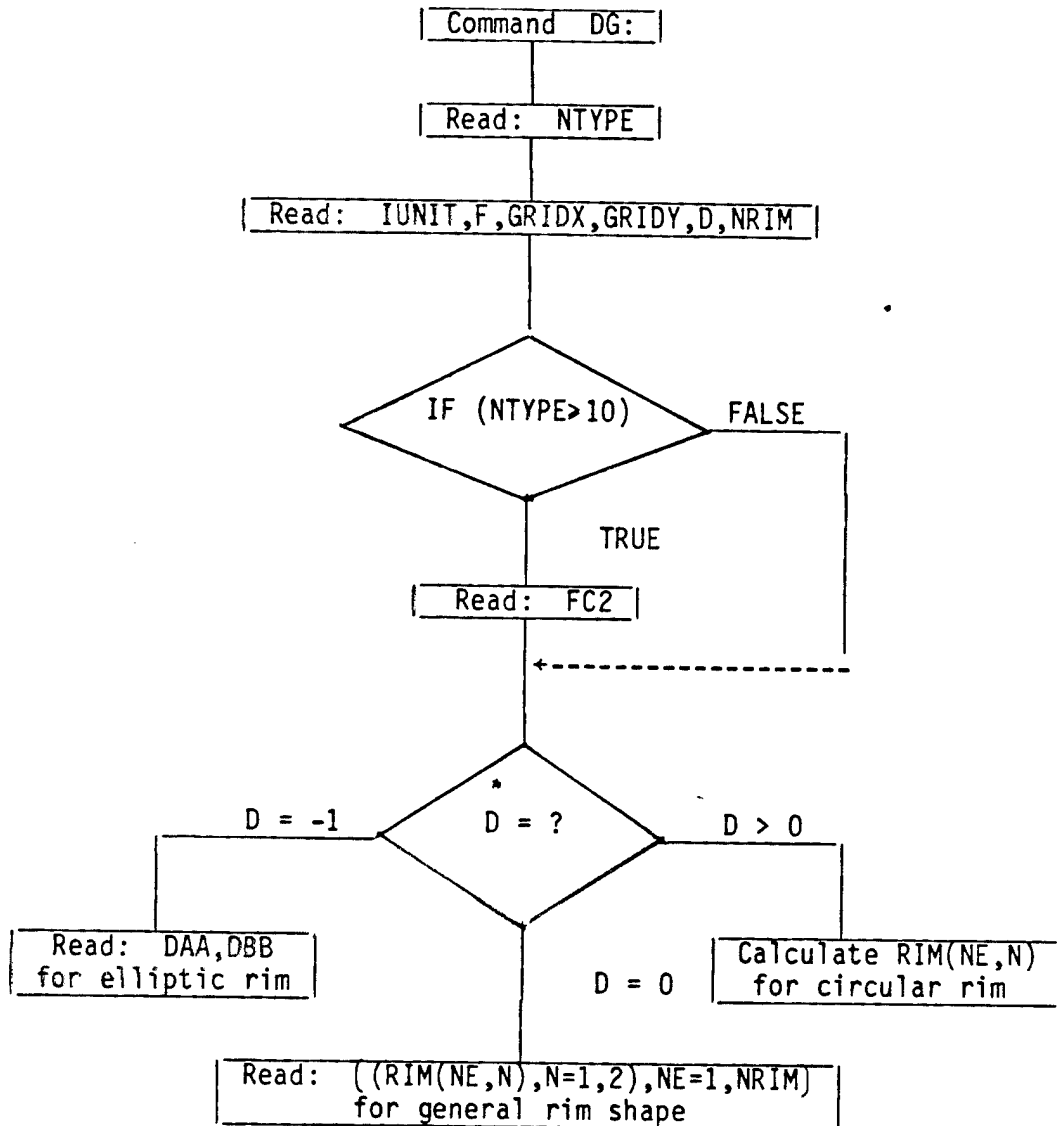 Command DG:
Read: NTYPE
Read: IUNIT,F,GRIDX,GRIDY,D,NRIM
IF (NTYPE>10)
FALSE
TRUE
Read: FC2
*
D = -1
D = ?
D > 0
Read: DAA,DBB
for elliptic rim
D = 0
Calculate RIM(NE,N)
for circular rim
Read: ((RIM(NE,N),N=1,2),NE=1,NRIM)
for general rim shape